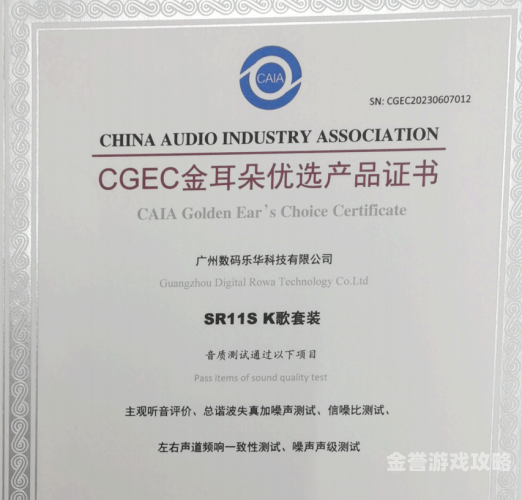 CAIA
SN: CGEC20230607012
CHINA AUDIO INDUSTRY ASSOCIATION
CGEC金耳朵优选产品证书
CAIA Golden Ear's Choice Certificate
广州数码乐华科技有限公司
Guangzhou Digital Rowa Technology Co.Ltd
SR11S K歌套装
音质测试通过以下项目
Pass items of sound quality test
主观听音评价、总谐波失真加噪声测试、信噪比测试、
左右声道频响一致性测试、噪声声级测试
金誉游戏攻略